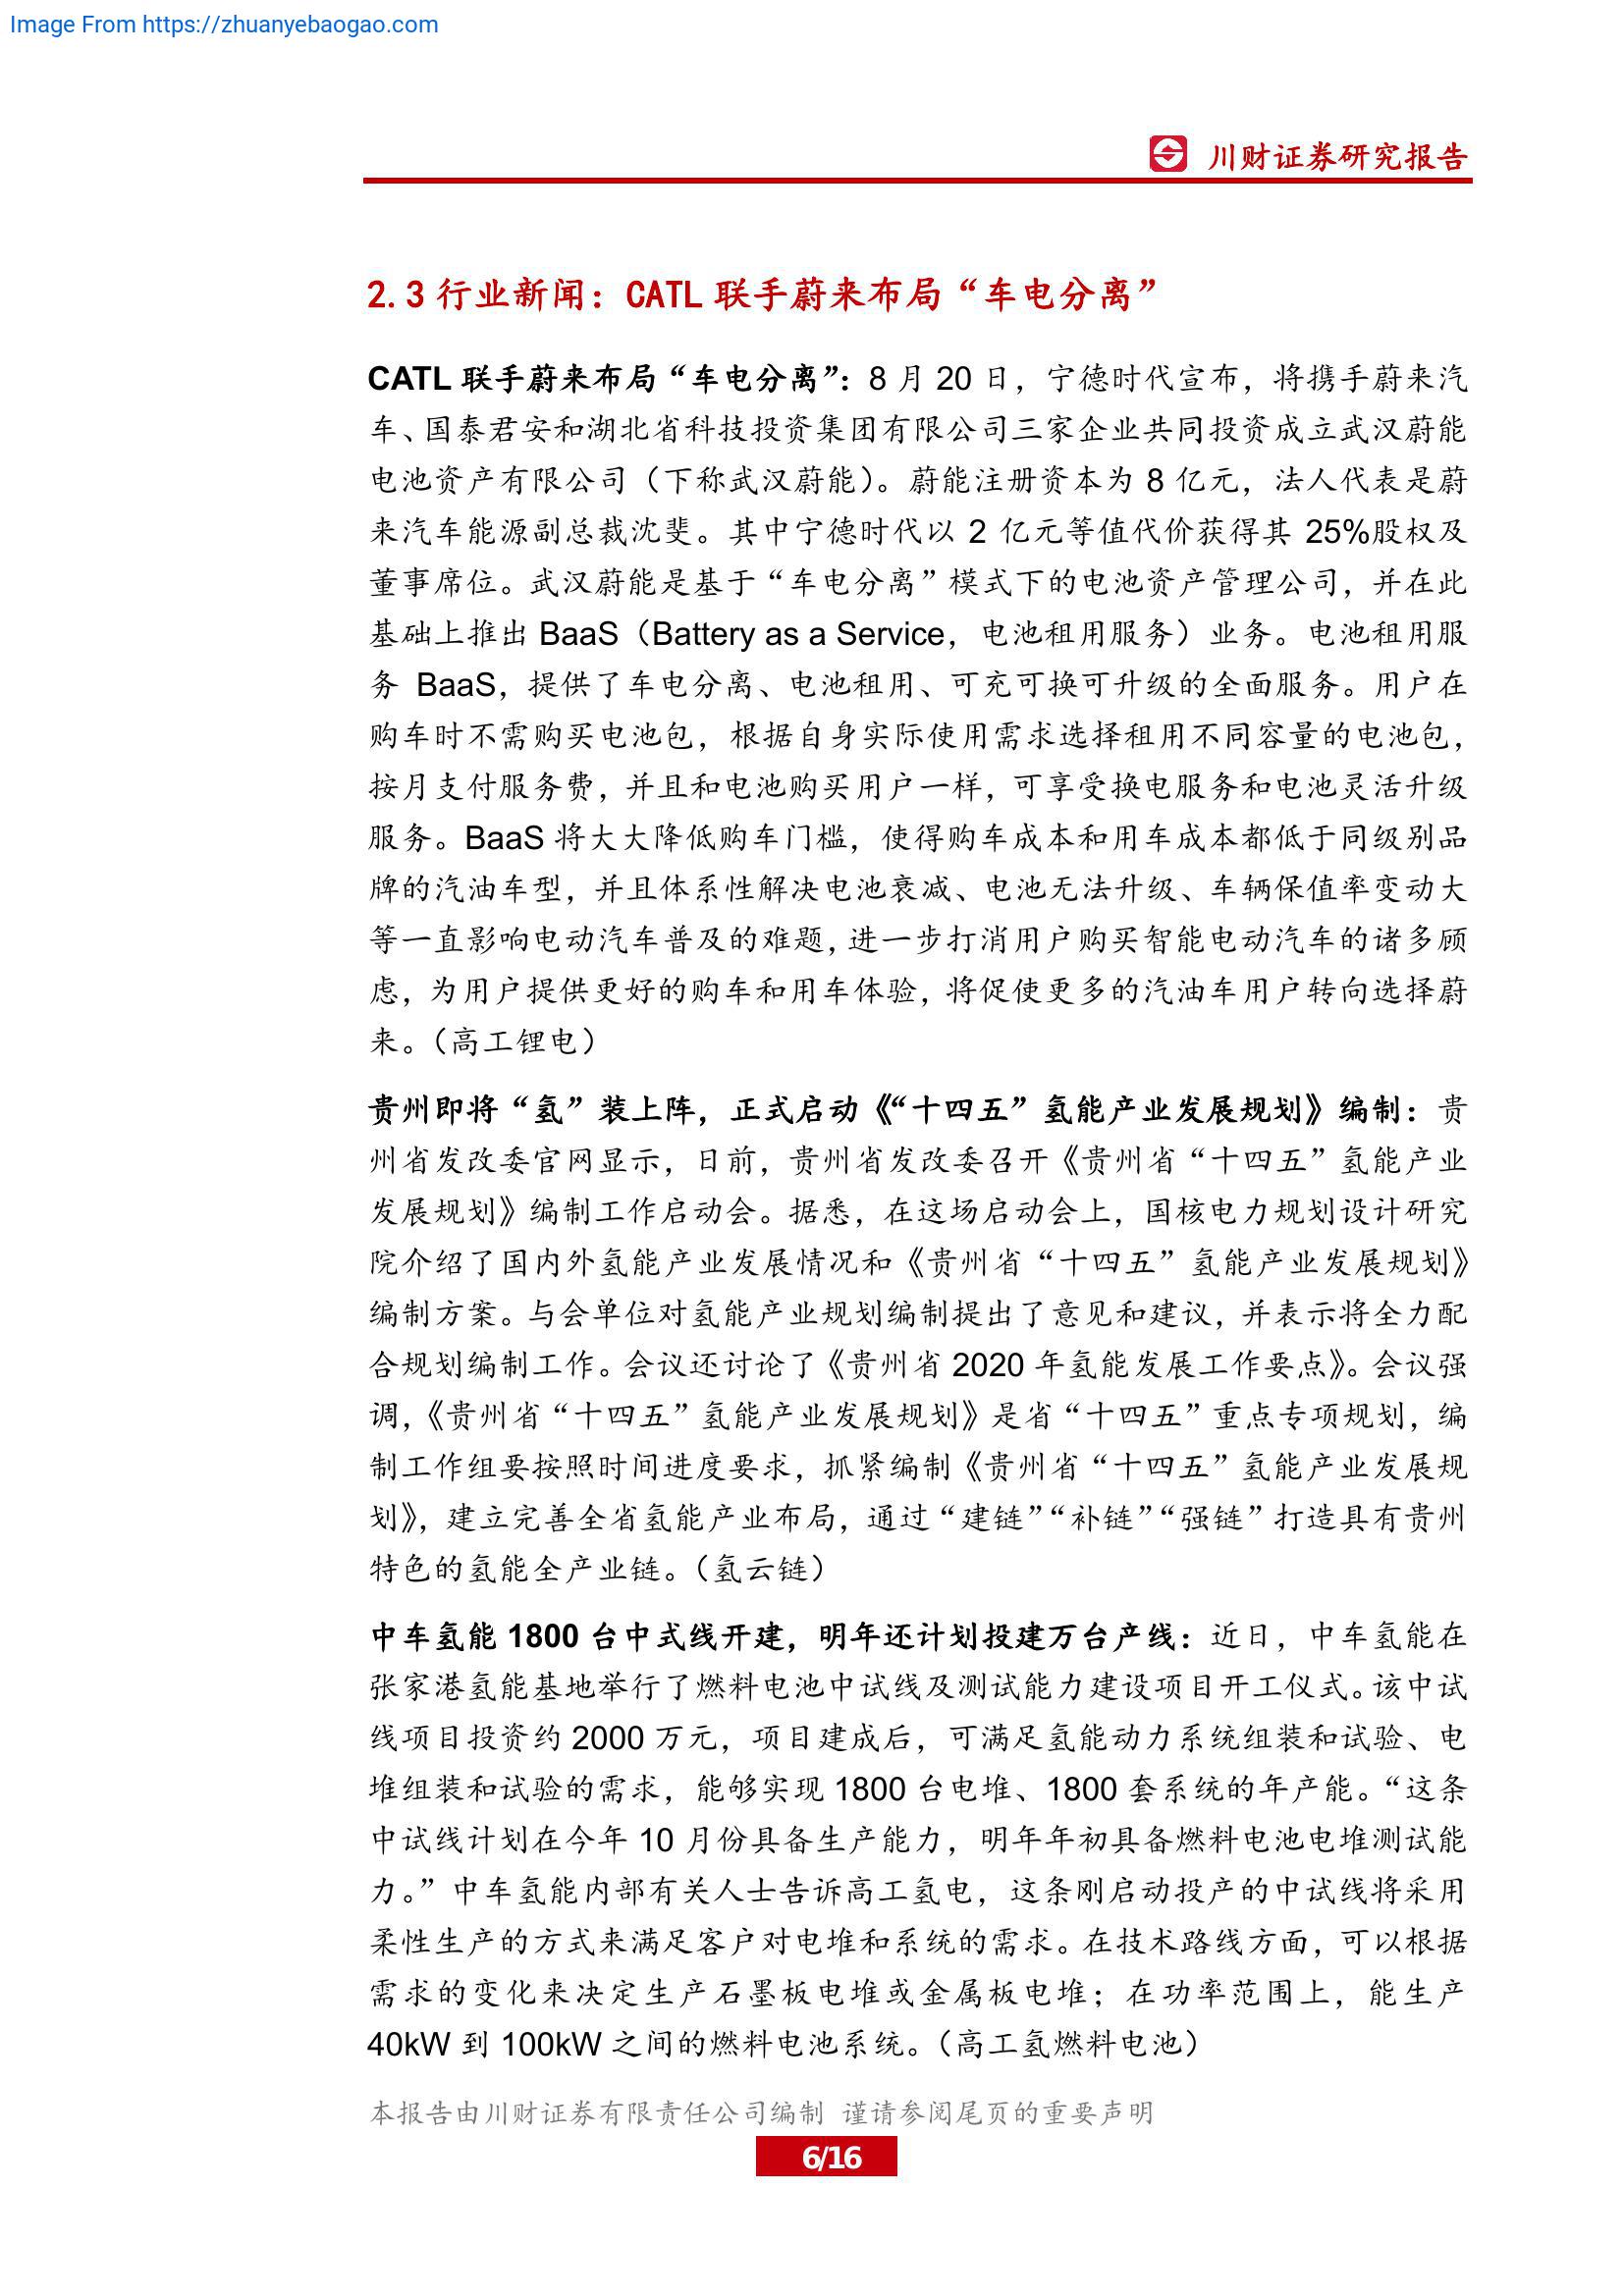 Image From https://zhuanyebaogao.com
川财证券研究报告
2.3 行业新闻：CATL 联手蔚来布局“车电分离”
CATL 联手蔚来布局“车电分离”：8 月 20 日，宁德时代宣布，将携手蔚来汽
车、国泰君安和湖北省科技投资集团有限公司三家企业共同投资成立武汉蔚能
电池资产有限公司（下称武汉蔚能）。蔚能注册资本为 8 亿元，法人代表是蔚
来汽车能源副总裁沈斐。其中宁德时代以 2 亿元等值代价获得其 25%股权及
董事席位。武汉蔚能是基于“车电分离”模式下的电池资产管理公司，并在此
基础上推出 BaaS（Battery as a Service，电池租用服务）业务。电池租用服
务 BaaS，提供了车电分离、电池租用、可充可换可升级的全面服务。用户在
购车时不需购买电池包，根据自身实际使用需求选择租用不同容量的电池包，
按月支付服务费，并且和电池购买用户一样，可享受换电服务和电池灵活升级
服务。BaaS 将大大降低购车门槛，使得购车成本和用车成本都低于同级别品
牌的汽油车型，并且体系性解决电池衰减、电池无法升级、车辆保值率变动大
等一直影响电动汽车普及的难题，进一步打消用户购买智能电动汽车的诸多顾
虑，为用户提供更好的购车和用车体验，将促使更多的汽油车用户转向选择蔚
来。（高工锂电）
贵州即将“氢”装上阵，正式启动《“十四五”氢能产业发展规划》编制：贵
州省发改委官网显示，日前，贵州省发改委召开《贵州省“十四五”氢能产业
发展规划》编制工作启动会。据悉，在这场启动会上，国核电力规划设计研究
院介绍了国内外氢能产业发展情况和《贵州省“十四五”氢能产业发展规划》
编制方案。与会单位对氢能产业规划编制提出了意见和建议，并表示将全力配
合规划编制工作。会议还讨论了《贵州省 2020 年氢能发展工作要点》。会议强
调，《贵州省“十四五”氢能产业发展规划》是省“十四五”重点专项规划，编
制工作组要按照时间进度要求，抓紧编制《贵州省“十四五”氢能产业发展规
划》，建立完善全省氢能产业布局，通过“建链”“补链”“强链”打造具有贵州
特色的氢能全产业链。（氢云链）
中车氢能 1800 台中式线开建，明年还计划投建万台产线：近日，中车氢能在
张家港氢能基地举行了燃料电池中试线及测试能力建设项目开工仪式。该中试
线项目投资约 2000 万元，项目建成后，可满足氢能动力系统组装和试验、电
堆组装和试验的需求，能够实现 1800 台电堆、1800 套系统的年产能。“这条
中试线计划在今年 10 月份具备生产能力，明年年初具备燃料电池电堆测试能
力。”中车氢能内部有关人士告诉高工氢电，这条刚启动投产的中试线将采用
柔性生产的方式来满足客户对电堆和系统的需求。在技术路线方面，可以根据
需求的变化来决定生产石墨板电堆或金属板电堆；在功率范围上，能生产
40kW 到 100kW 之间的燃料电池系统。（高工氢燃料电池）
本报告由川财证券有限责任公司编制 谨请参阅尾页的重要声明
6/16